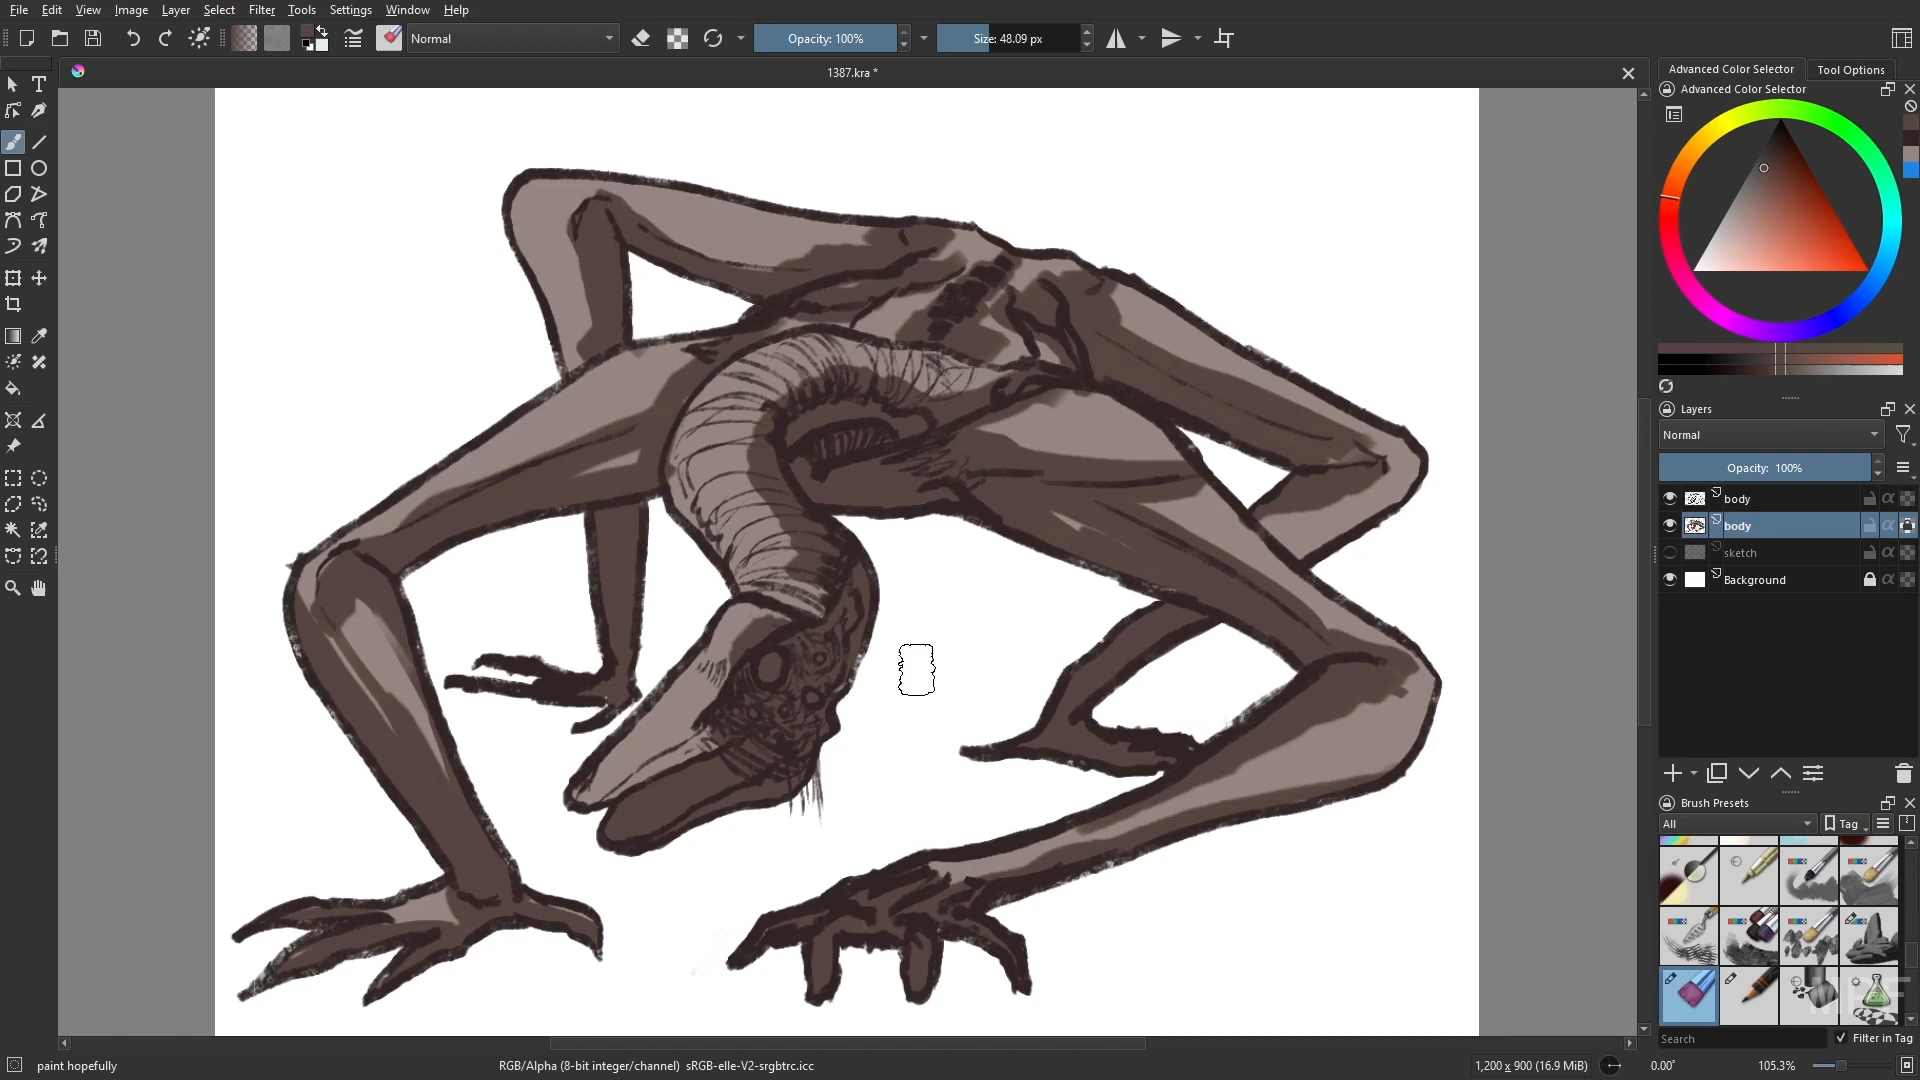 File Edit View Image Layer Select Filter Tools Settings Window Help
Normal
Opacity: 100%
Size: 48.09 px
1387.kra *
Advanced Color Selector
Tool Options
Advanced Color Selector
Layers
Normal
Opacity: 100%
body
body
sketch
Background
Brush Presets
All
Tag
Search
Filter in Tag
paint hopefully
RGB/Alpha (8-bit integer/channel) sRGB-elle-V2-srgbtrc.icc
1,200 x 900 (16.9 MiB)
0.00°
105.3%